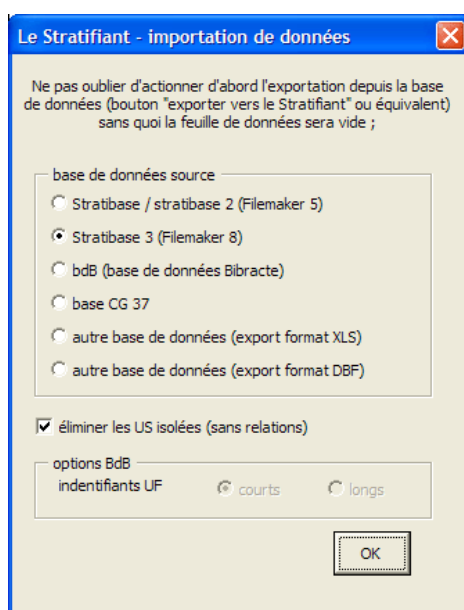 Le Stratifiant - importation de données
Ne pas oublier d'actionner d'abord l'exportation depuis la base
de données (bouton "exporter vers le Stratifiant" ou équivalent)
sans quoi la feuille de données sera vide ;
base de données source
Stratibase / stratibase 2 (Filemaker 5)
Stratibase 3 (Filemaker 8)
bdB (base de données Bibracte)
base CG 37
autre base de données (export format XLS)
autre base de données (export format DBF)
éliminer les US isolées (sans relations)
options BdB
indentifiants UF courts longs
OK